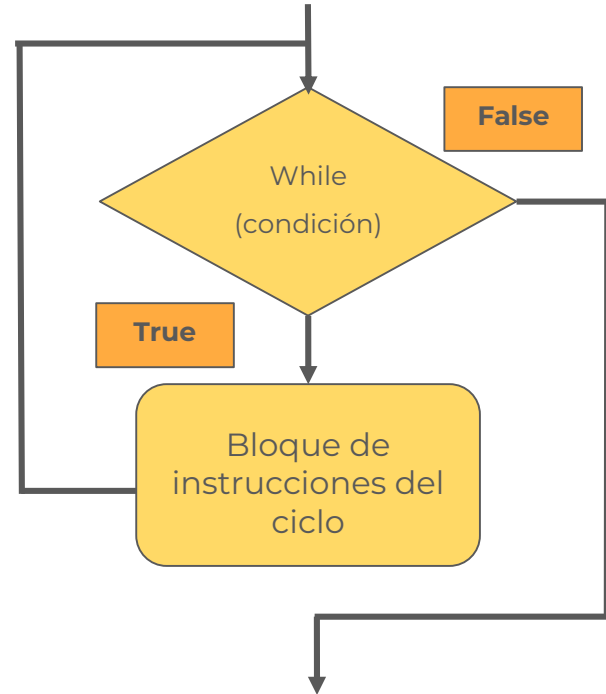 False
While
(condición)
True
Bloque de
instrucciones del
ciclo